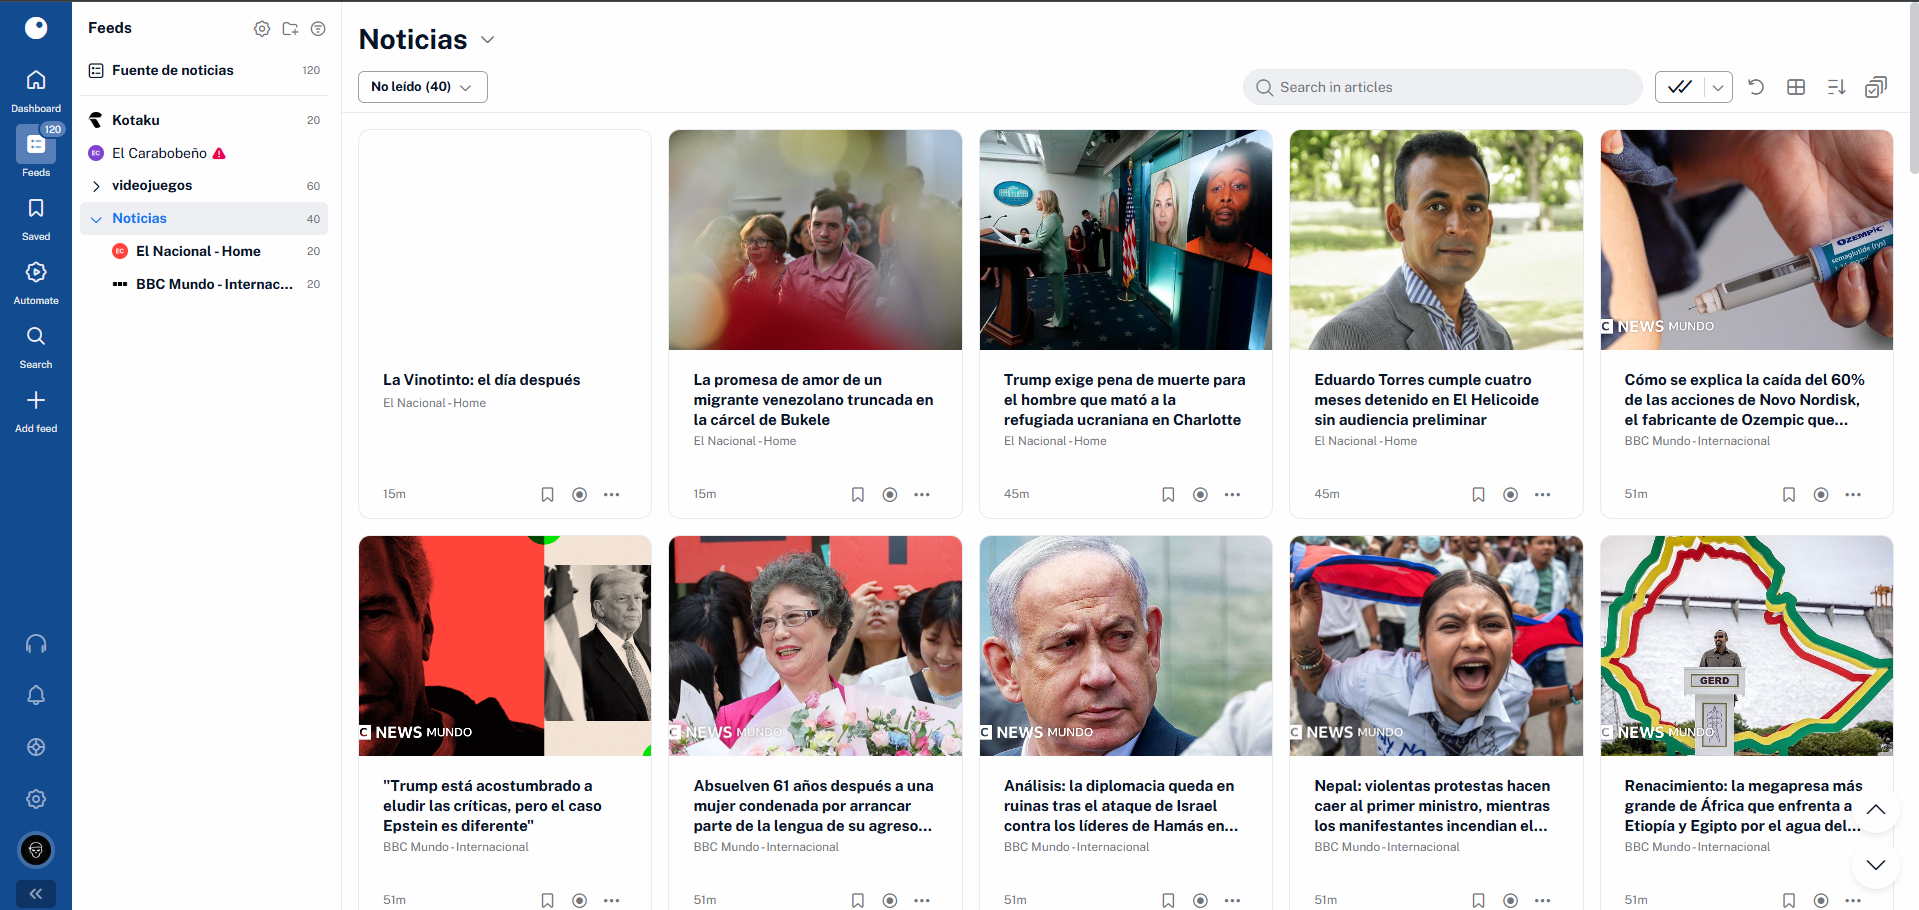 Feeds
Dashboard
120
Feeds
Saved
Automate
Search
Add feed
Fuente de noticias 120
Kotaku 20
EC El Carabobeño
videojuegos 60
Noticias 40
EC El Nacional - Home 20
BBC Mundo - Internac... 20
Noticias
No leído (40)
Search in articles
La Vinotinto: el día después
El Nacional - Home
15m
La promesa de amor de un
migrante venezolano truncada en
la cárcel de Bukele
El Nacional - Home
15m
Trump exige pena de muerte para
el hombre que mató a la
refugiada ucraniana en Charlotte
El Nacional - Home
45m
Eduardo Torres cumple cuatro
meses detenido en El Helicoide
sin audiencia preliminar
El Nacional - Home
45m
OZEMPIC
semaglutide (rys)
C NEWS MUNDO
Cómo se explica la caída del 60%
de las acciones de Novo Nordisk,
el fabricante de Ozempic que...
BBC Mundo - Internacional
51m
C NEWS MUNDO
"Trump está acostumbrado a
eludir las críticas, pero el caso
Epstein es diferente"
BBC Mundo - Internacional
51m
C NEWS MUNDO
Absuelven 61 años después a una
mujer condenada por arrancar
parte de la lengua de su agreso...
BBC Mundo - Internacional
51m
C NEWS MUNDO
Análisis: la diplomacia queda en
ruinas tras el ataque de Israel
contra los líderes de Hamás en...
BBC Mundo - Internacional
51m
C NEWS MUNDO
Nepal: violentas protestas hacen
caer al primer ministro, mientras
los manifestantes incendian el...
BBC Mundo - Internacional
51m
GERD
C NEWS MUNDO
Renacimiento: la megapresa más
grande de África que enfrenta a
Etiopía y Egipto por el agua del...
BBC Mundo - Internacional
51m